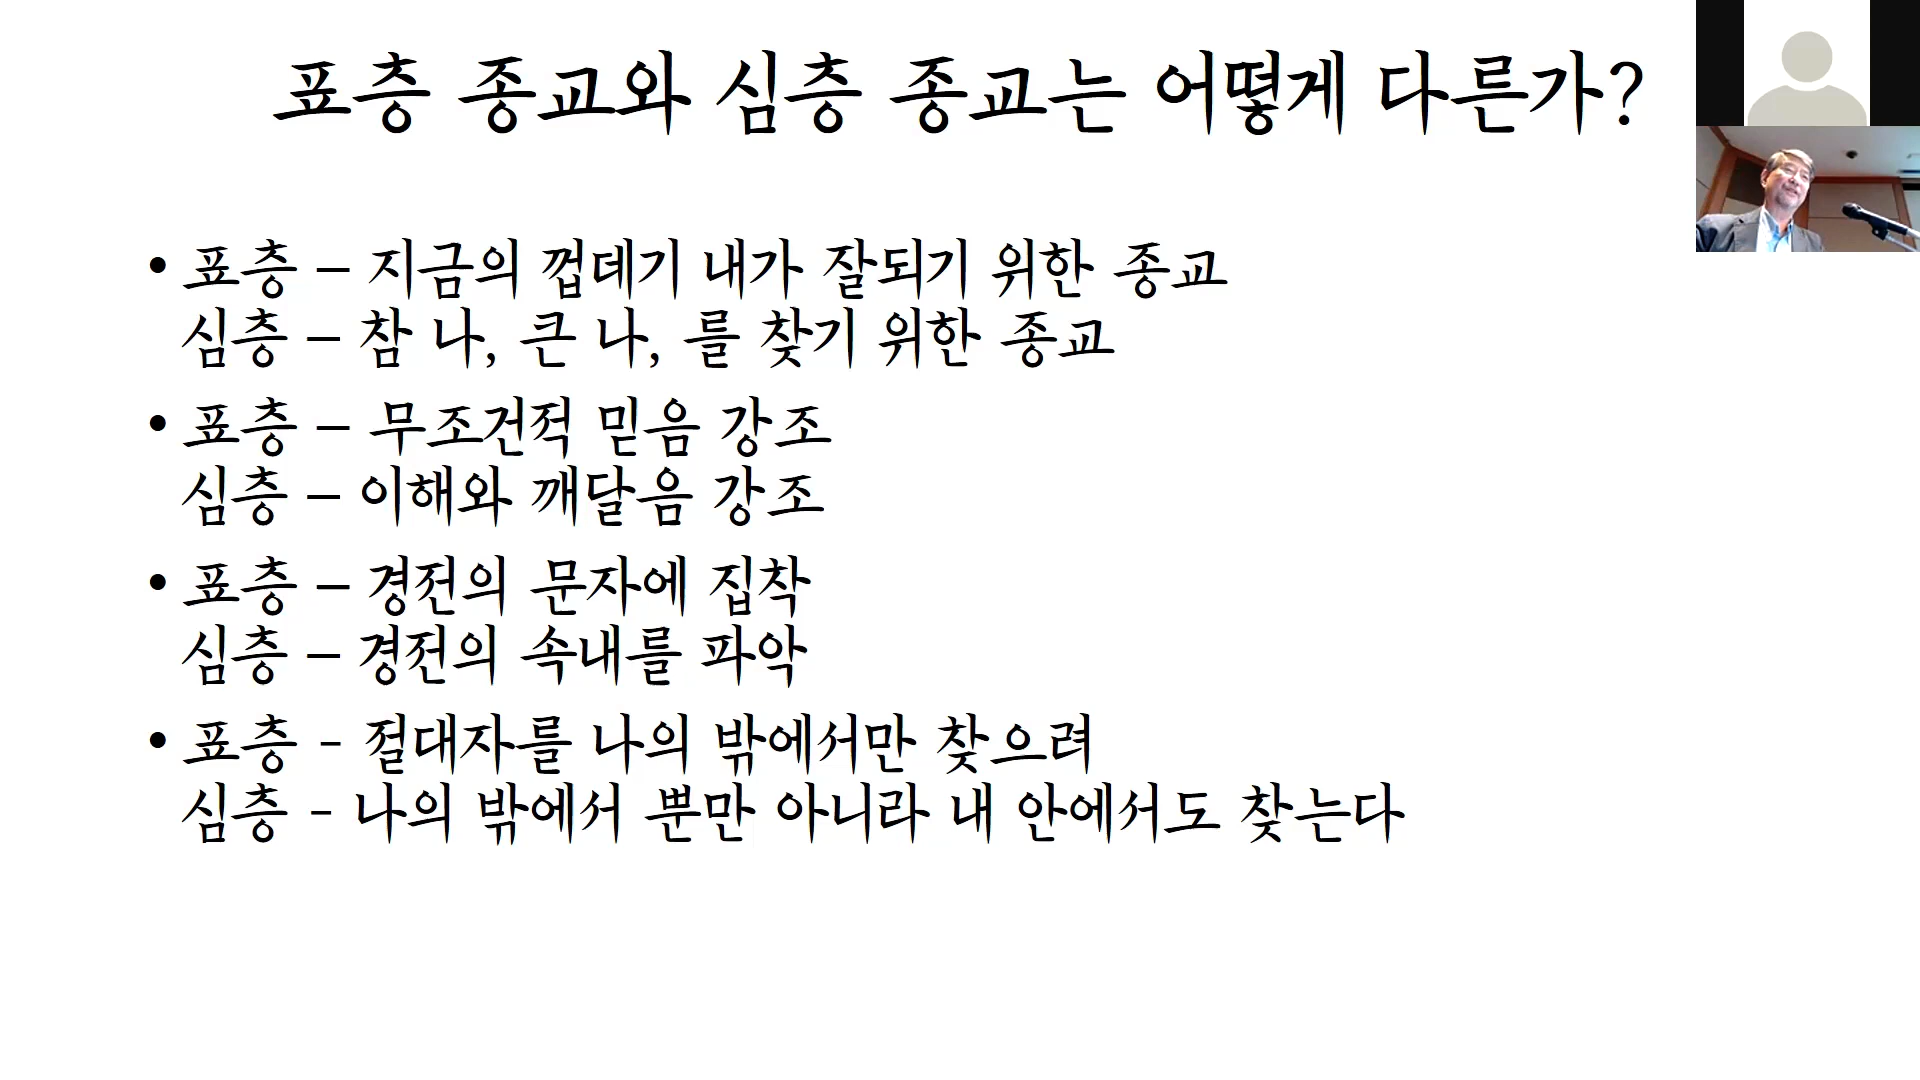 표층 종교와 심층 종교는 어떻게 다른가?
• 표층 – 지금의 껍데기 내가 잘되기 위한 종교
심층 – 참 나, 큰 나, 를 찾기 위한 종교
• 표층 – 무조건적 믿음 강조
심층 – 이해와 깨달음 강조
• 표층 – 경전의 문자에 집착
심층 – 경전의 속내를 파악
• 표층 - 절대자를 나의 밖에서만 찾으려
심층 - 나의 밖에서 뿐만 아니라 내 안에서도 찾는다